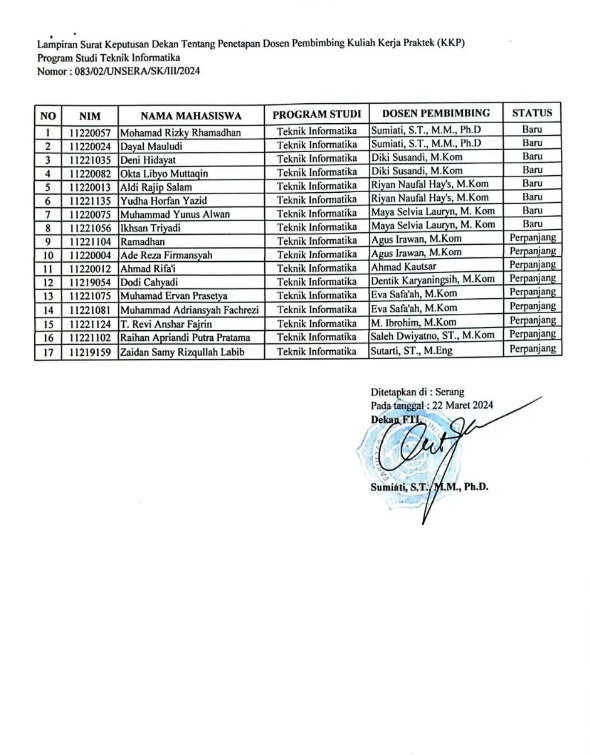 Lampiran Surat Keputusan Dekan Tentang Penetapan Dosen Pembimbing Kuliah Kerja Praktek (KKP)
Program Studi Teknik Informatika
Nomor : 083/02/UNSERA/SK/III/2024
NO NIM NAMA MAHASISWA PROGRAM STUDI DOSEN PEMBIMBING STATUS
1 11220057 Mohamad Rizky Rhamadhan Teknik Informatika Sumiati, S.T., M.M., Ph.D Baru
2 11220024 Dayal Mauludi Teknik Informatika Sumiati, S.T., M.M., Ph.D Baru
3 11221035 Deni Hidayat Teknik Informatika Diki Susandi, M.Kom Baru
4 11220082 Okta Libyo Muttaqin Teknik Informatika Diki Susandi, M.Kom Baru
5 11220013 Aldi Rajip Salam Teknik Informatika Riyan Naufal Hay's, M.Kom Baru
6 11221135 Yudha Horfan Yazid Teknik Informatika Riyan Naufal Hay's, M.Kom Baru
7 11220075 Muhammad Yunus Alwan Teknik Informatika Maya Selvia Lauryn, M. Kom Baru
8 11221056 Ikhsan Triyadi Teknik Informatika Maya Selvia Lauryn, M. Kom Baru
9 11221104 Ramadhan Teknik Informatika Agus Irawan, M.Kom Perpanjang
10 11220004 Ade Reza Firmansyah Teknik Informatika Agus Irawan, M.Kom Perpanjang
11 11220012 Ahmad Rifa'i Teknik Informatika Ahmad Kautsar Perpanjang
12 11219054 Dodi Cahyadi Teknik Informatika Dentik Karyaningsih, M.Kom Perpanjang
13 11221075 Muhamad Ervan Prasetya Teknik Informatika Eva Safa'ah, M.Kom Perpanjang
14 11221081 Muhammad Adriansyah Fachrezi Teknik Informatika Eva Safa'ah, M.Kom Perpanjang
15 11221124 T. Revi Anshar Fajrin Teknik Informatika M. Ibrohim, M.Kom Perpanjang
16 11221102 Raihan Apriandi Putra Pratama Teknik Informatika Saleh Dwiyatno, ST., M.Kom Perpanjang
17 11219159 Zaidan Samy Rizqullah Labib Teknik Informatika Sutarti, ST., M.Eng Perpanjang
Ditetapkan di : Serang
Pada tanggal : 22 Maret 2024
Dekan FTI,
Sumiati, S.T., M.M., Ph.D.